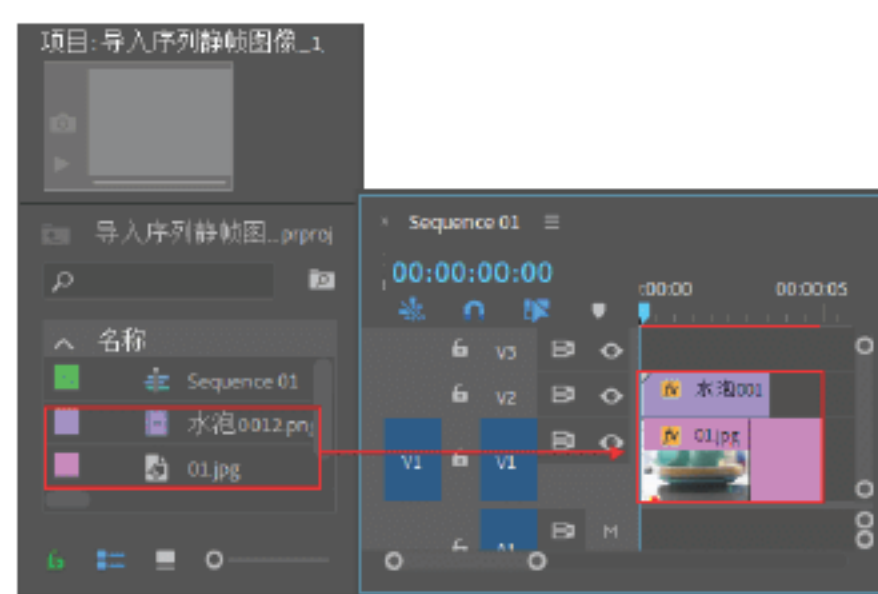 项目:导入序列静帧图像_1
导入序列静帧图...prproj
名称
Sequence 01
水泡0012.png
01.jpg
Sequence 01
00:00:00:00
:00:00 00:00:05
V3
V2
水泡001
V1 V1
01.jpg
A1 M